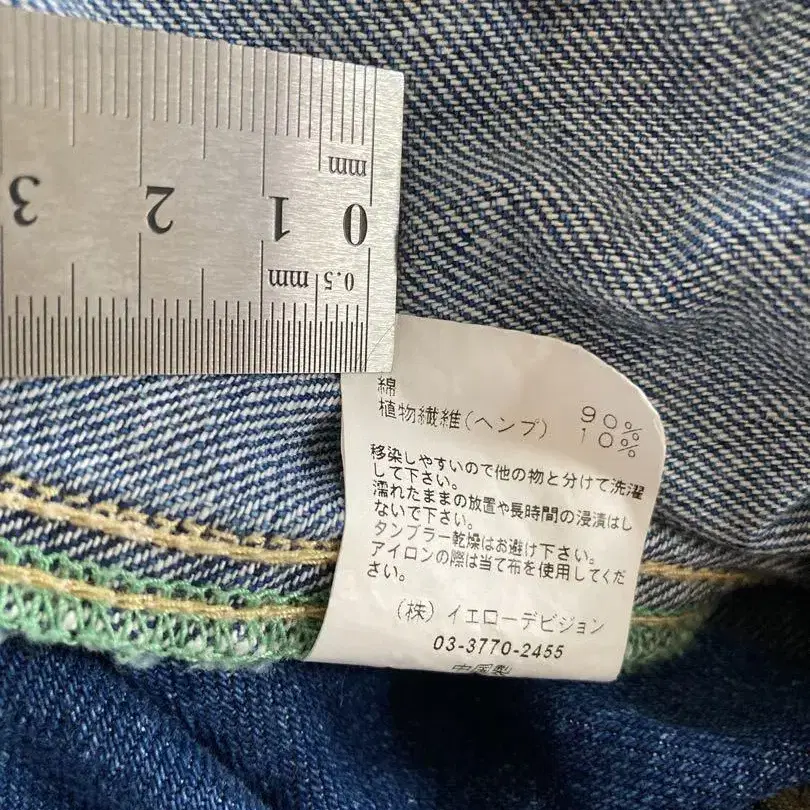 mm
3 2 1 0
mm 0.5
綿 90%
植物繊維(ヘンプ) 10%
移染しやすいので他の物と分けて洗濯
して下さい。
濡れたままの放置や長時間の浸漬はし
ないで下さい。
タンブラー乾燥はお避け下さい。
アイロンの際は当て布を使用してくだ
さい。
(株)イエローデビジョン
03-3770-2455
中国製